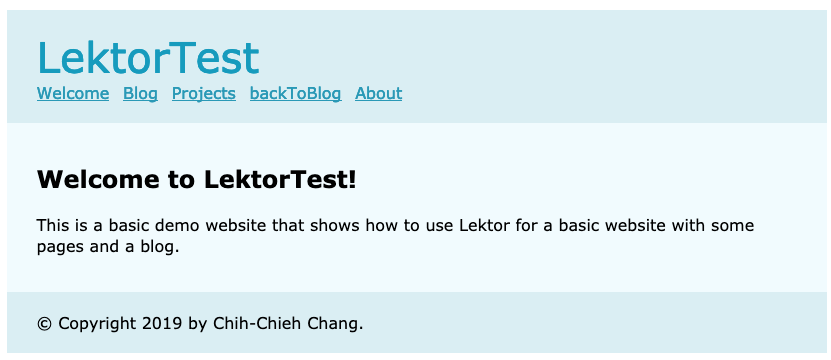 LektorTest
Welcome Blog Projects backToBlog About
Welcome to LektorTest!
This is a basic demo website that shows how to use Lektor for a basic website with some
pages and a blog.
© Copyright 2019 by Chih-Chieh Chang.